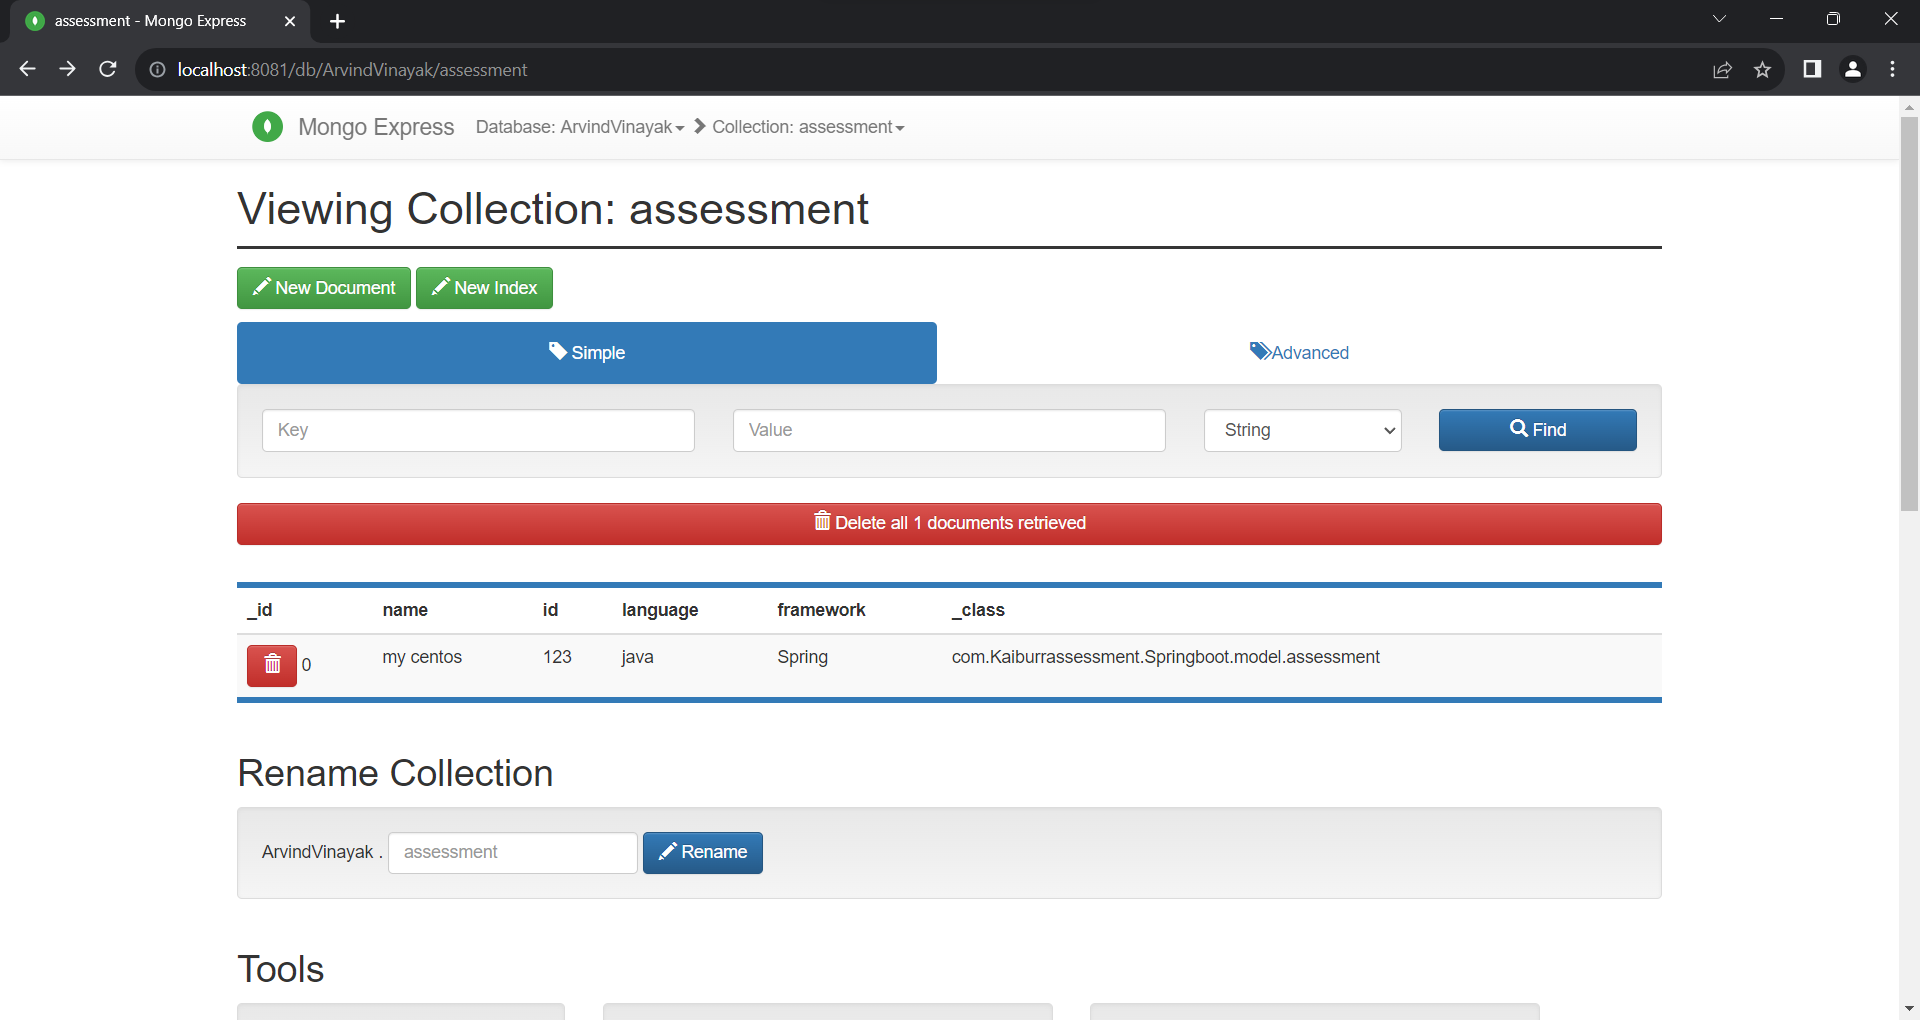 assessment - Mongo Express
localhost:8081/db/ArvindVinayak/assessment
Mongo Express Database: ArvindVinayak Collection: assessment
Viewing Collection: assessment
New Document New Index
Simple Advanced
Key Value String Find
Delete all 1 documents retrieved
_id name id language framework _class
0 my centos 123 java Spring com.Kaiburrassessment.Springboot.model.assessment
Rename Collection
ArvindVinayak . assessment Rename
Tools